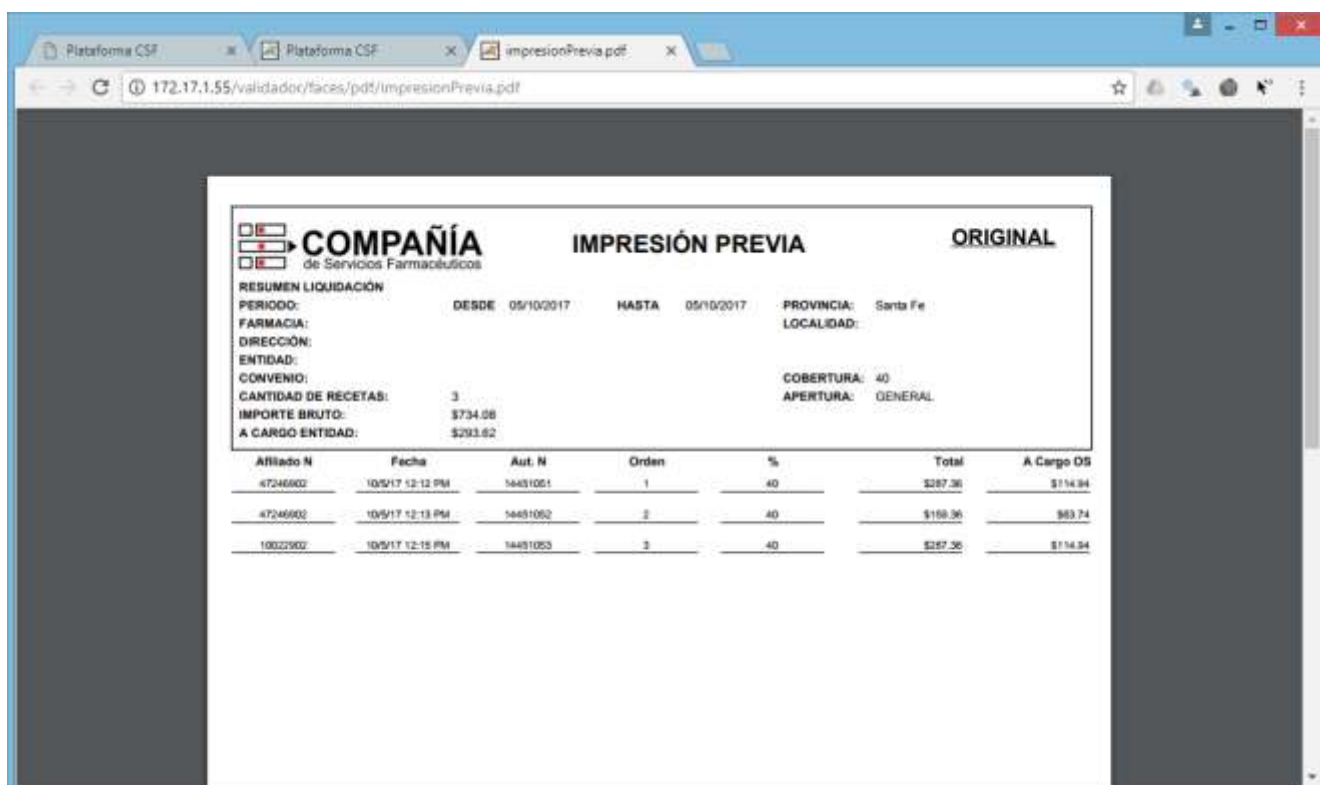 Plataforma CSF
Plataforma CSF
impresionPrevia.pdf
172.17.1.55/validador/faces/pdf/impresionPrevia.pdf
COMPAÑÍA
de Servicios Farmacéuticos
IMPRESIÓN PREVIA
ORIGINAL
RESUMEN LIQUIDACIÓN
PERIODO: DESDE 05/10/2017 HASTA 05/10/2017 PROVINCIA: Santa Fe
FARMACIA: LOCALIDAD:
DIRECCIÓN:
ENTIDAD:
CONVENIO: COBERTURA: 40
CANTIDAD DE RECETAS: 3 APERTURA: GENERAL
IMPORTE BRUTO: $734.08
A CARGO ENTIDAD: $293.62
Afiliado N Fecha Aut. N Orden % Total A Cargo OS
47246902 10/5/17 12:12 PM 14451051 1 40 $287.36 $114.94
47246902 10/5/17 12:13 PM 14451052 2 40 $159.36 $63.74
10022902 10/5/17 12:15 PM 14451053 3 40 $287.36 $114.94